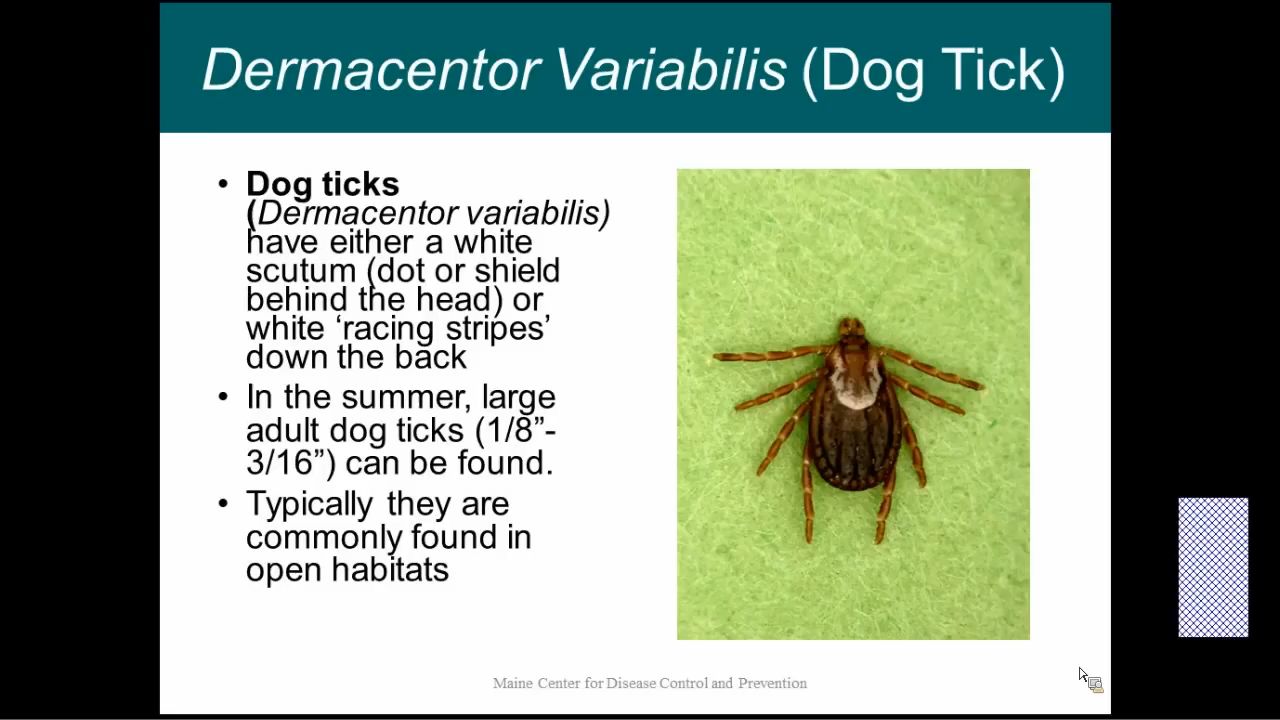 Dermacentor Variabilis (Dog Tick)
• Dog ticks
(Dermacentor variabilis)
have either a white
scutum (dot or shield
behind the head) or
white ‘racing stripes’
down the back
• In the summer, large
adult dog ticks (1/8”-
3/16”) can be found.
• Typically they are
commonly found in
open habitats
Maine Center for Disease Control and Prevention